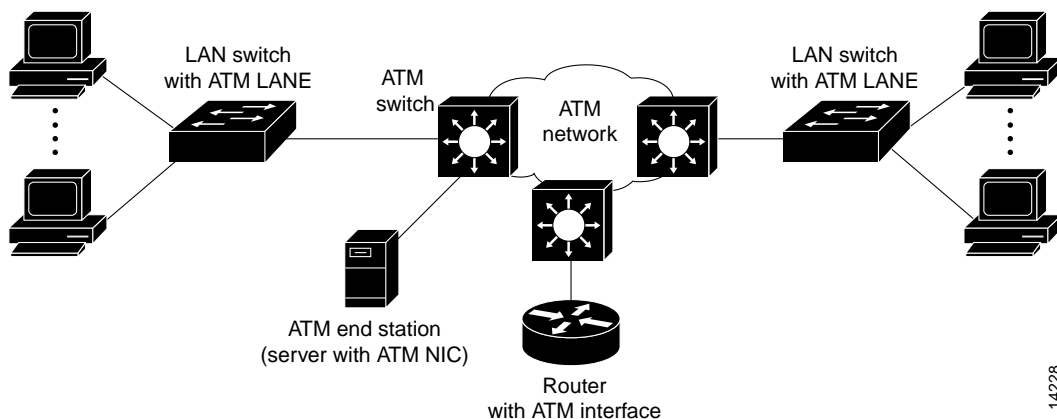 LAN switch
with ATM LANE
ATM
switch
ATM
network
LAN switch
with ATM LANE
ATM end station
(server with ATM NIC)
Router
with ATM interface
14228